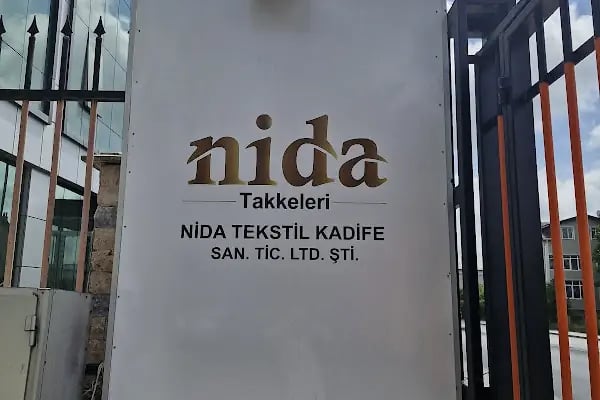 nida
Takkeleri
NİDA TEKSTİL KADİFE
SAN. TİC. LTD. ŞTİ.